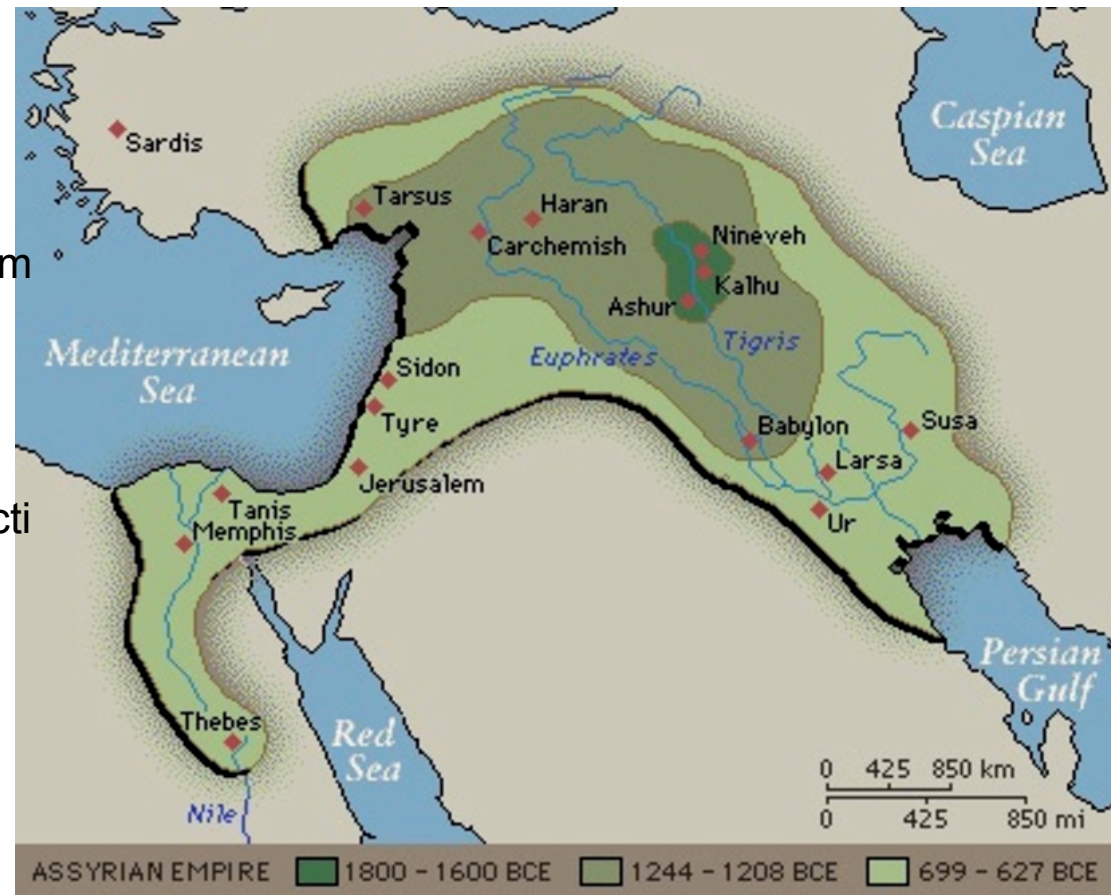 Caspian
Sea
Sardis
Tarsus
Haran
Carchemish
Nineveh
Kalhu
Ashur
m
Mediterranean
Sea
Euphrates
Tigris
Sidon
Tyre
Babylon
Susa
Larsa
Jerusalem
Ur
Tanis
Memphis
cti
Persian
Gulf
Thebes
Red
Sea
Nile
0 425 850 km
0 425 850 mi
ASSYRIAN EMPIRE 1800 - 1600 BCE 1244 - 1208 BCE 699 - 627 BCE